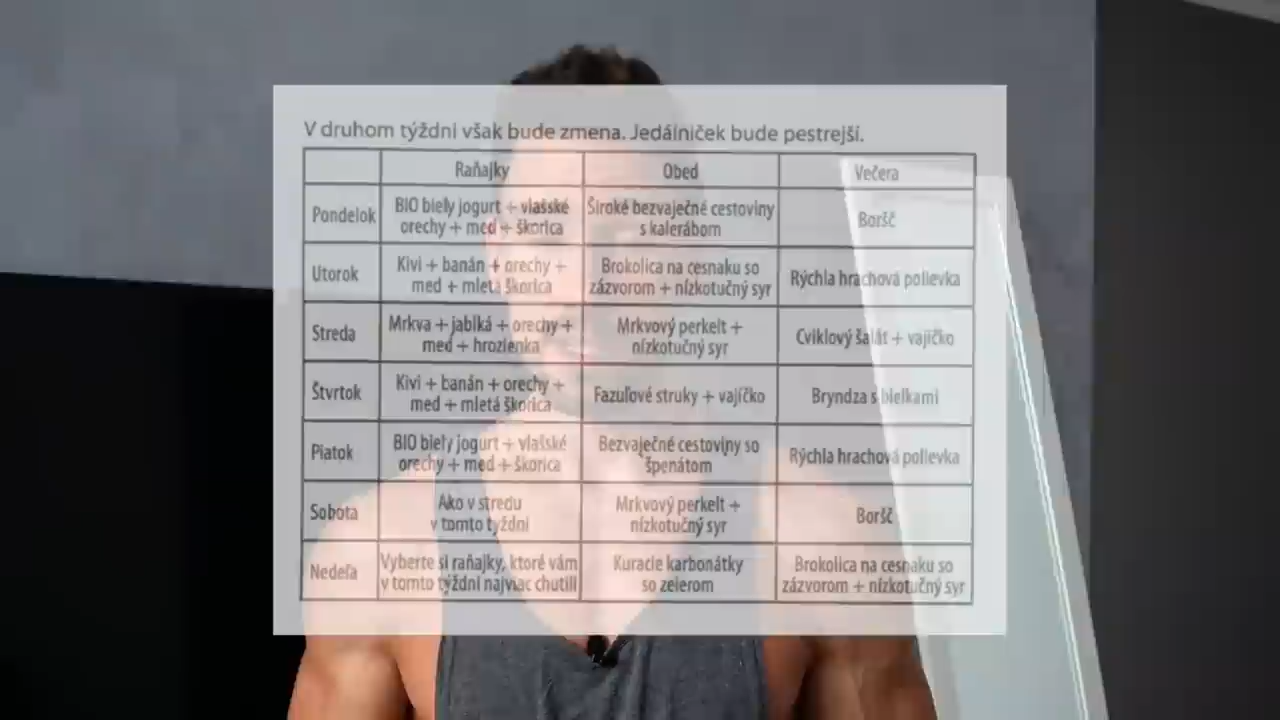 V druhom týždni však bude zmena. Jedálniček bude pestrejší.
Raňajky Obed Večera
Pondelok
BIO biely jogurt + vlašské
orechy + med + škorica
Široké bezvaječné cestoviny
s kalerábom
Boršč
Utorok
Kivi + banán + orechy +
med + mletá škorica
Brokolica na cesnaku so
zázvorom + nízkotučný syr
Rýchla hrachová polievka
Streda
Mrkva + jablká + orechy +
med + hrozienka
Mrkvový perkelt +
nízkotučný syr
Cviklový šalát + vajíčko
Štvrtok
Kivi + banán + orechy +
med + mletá škorica
Fazuľové struky + vajíčko
Bryndza s bielkami
Piatok
BIO biely jogurt + vlašské
orechy + med + škorica
Bezvaječné cestoviny so
špenátom
Rýchla hrachová polievka
Sobota
Ako v stredu
v tomto týždni
Mrkvový perkelt +
nízkotučný syr
Boršč
Nedeľa
Vyberte si raňajky, ktoré vám
v tomto týždni najviac chutili
Kuracie karbonátky
so zelerom
Brokolica na cesnaku so
zázvorom + nízkotučný syr